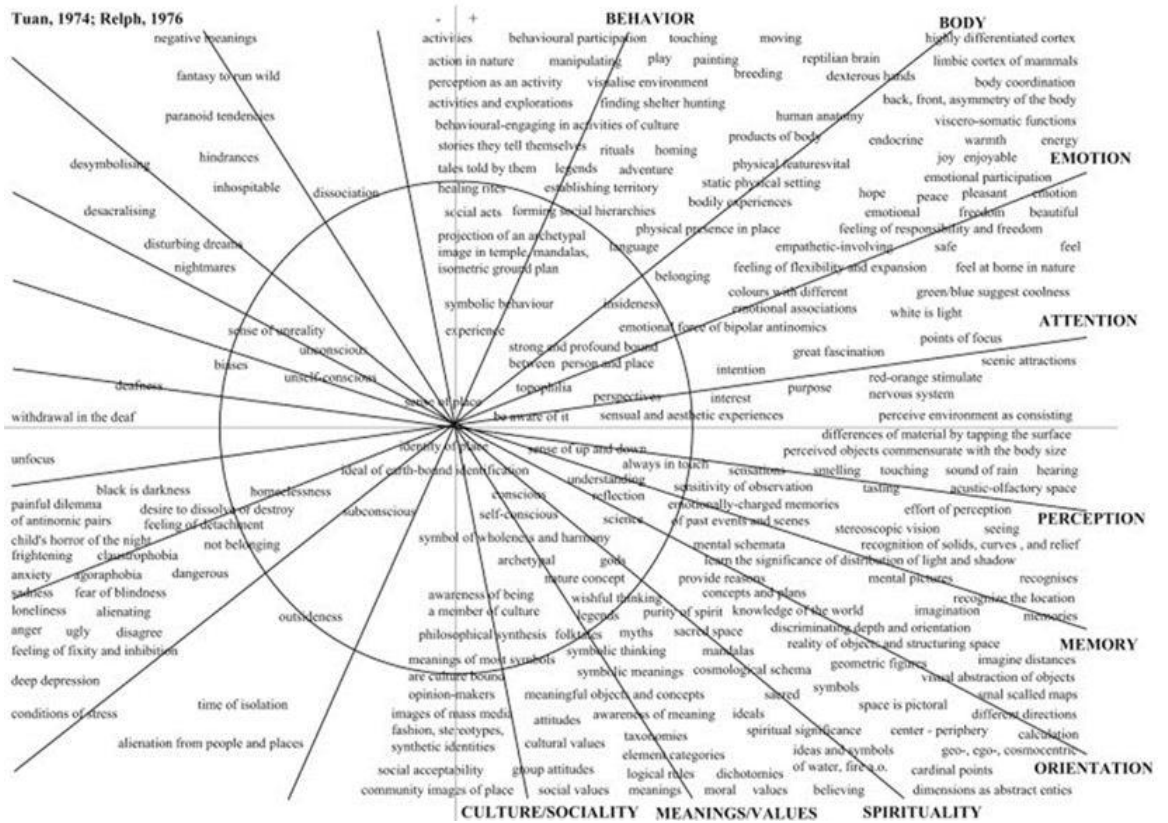 Tuan, 1974; Relph, 1976 - + BEHAVIOR BODY
negative meanings activities behavioural participation touching moving highly differentiated cortex
action in nature manipulating play painting reptilian brain limbic cortex of mammals
fantasy to run wild perception as an activity visualise environment breeding dexterous hands body coordination
activities and explorations finding shelter hunting back, front, asymmetry of the body
paranoid tendencies behavioural-engaging in activities of culture human anatomy viscero-somatic functions
stories they tell themselves rituals homing products of body endocrine warmth energy
desymbolising hindrances tales told by them legends adventure physical featuresvital joy enjoyable EMOTION
inhospitable dissociation healing rites establishing territory static physical setting emotional participation
bodily experiences hope peace pleasant emotion
desacralising social acts forming social hierarchies emotional freedom beautiful
physical presence in place feeling of responsibility and freedom
disturbing dreams projection of an archetypal language empathetic-involving safe feel
image in temple, mandalas,
nightmares isometric ground plan belonging feeling of flexibility and expansion feel at home in nature
colours with different green/blue suggest coolness
symbolic behaviour insideness emotional associations white is light
sense of unreality experience emotional force of bipolar antinomics ATTENTION
unconscious strong and profound bound great fascination points of focus
biases between person and place intention scenic attractions
unself-conscious red-orange stimulate
deafness topophilia perspectives interest purpose nervous system
sense of place
withdrawal in the deaf be aware of it sensual and aesthetic experiences perceive environment as consisting
differences of material by tapping the surface
identity of place sense of up and down perceived objects commensurate with the body size
unfocus ideal of earth-bound identification always in touch sensations smelling touching sound of rain hearing
understanding sensitivity of observation tasting acustic-olfactory space
black is darkness homelessness conscious reflection emotionally-charged memories effort of perception
painful dilemma desire to dissolve or destroy subconscious self-conscious science of past events and scenes PERCEPTION
of antinomic pairs feeling of detachment stereoscopic vision seeing
child's horror of the night not belonging symbol of wholeness and harmony mental schemata recognition of solids, curves , and relief
frightening claustrophobia archetypal gods learn the significance of distribution of light and shadow
anxiety agoraphobia dangerous nature concept provide reasons mental pictures recognises
sadness fear of blindness awareness of being wishful thinking concepts and plans recognize the location
loneliness alienating outsideness a member of culture legends purity of spirit knowledge of the world imagination memories
anger ugly disagree philosophical synthesis folktales myths sacred space discriminating depth and orientation
feeling of fixity and inhibition symbolic thinking mandalas reality of objects and structuring space MEMORY
meanings of most symbols symbolic meanings cosmological schema geometric figures imagine distances
deep depression are culture bound visual abstraction of objects
opinion-makers meaningful objects and concepts sacred symbols smal scalled maps
time of isolation images of mass media attitudes awareness of meaning ideals space is pictoral different directions
conditions of stress fashion, stereotypes, taxonomies spiritual significance center - periphery calculation
alienation from people and places synthetic identities cultural values element categories ideas and symbols geo-, ego-, cosmocentric
social acceptability group attitudes logical rules dichotomies of water, fire a.o. cardinal points ORIENTATION
community images of place social values meanings moral values believing dimensions as abstract entics
CULTURE/SOCIALITY MEANINGS/VALUES SPIRITUALITY